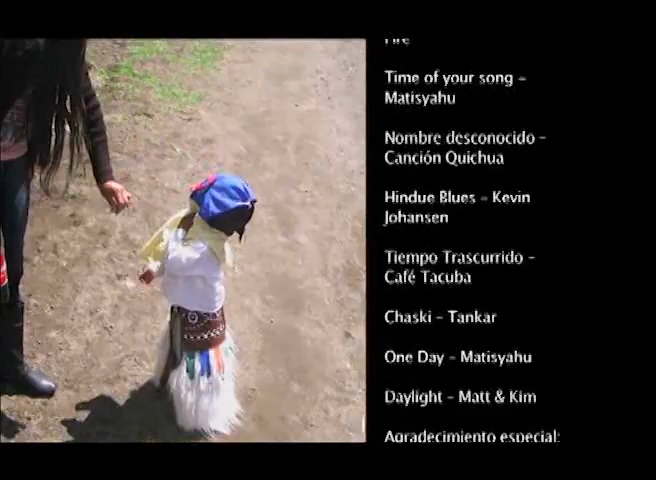 Fire
Time of your song –
Matisyahu
Nombre desconocido –
Canción Quichua
Hindue Blues – Kevin
Johansen
Tiempo Trascurrido –
Café Tacuba
Chaski – Tankar
One Day – Matisyahu
Daylight – Matt & Kim
Agradecimiento especial: